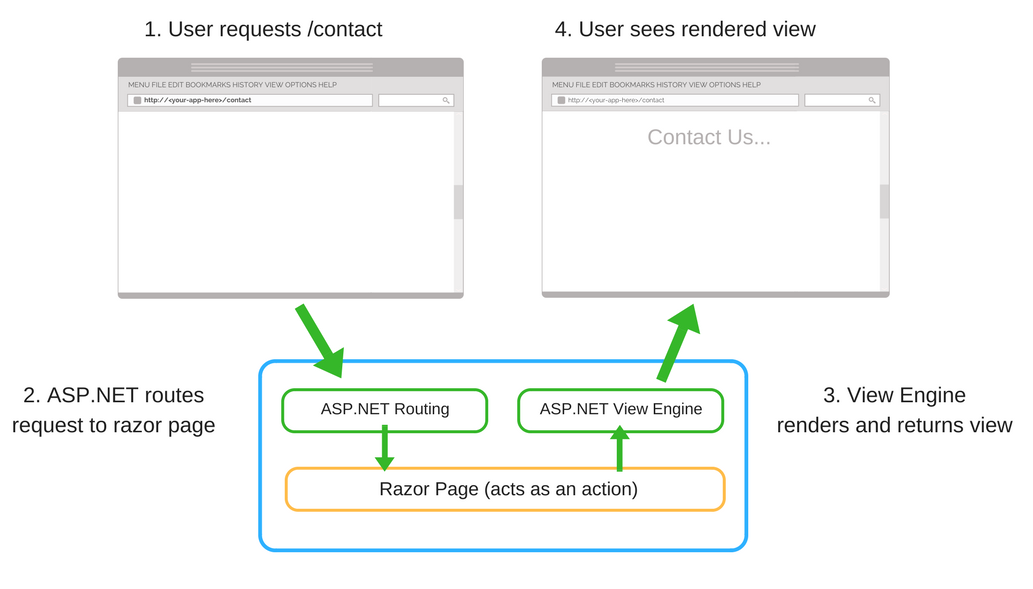 1. User requests /contact
4. User sees rendered view
MENU FILE EDIT BOOKMARKS HISTORY VIEW OPTIONS HELP
http://<your-app-here>/contact
MENU FILE EDIT BOOKMARKS HISTORY VIEW OPTIONS HELP
http://<your-app-here>/contact
Contact Us...
2. ASP.NET routes
request to razor page
ASP.NET Routing
ASP.NET View Engine
Razor Page (acts as an action)
3. View Engine
renders and returns view